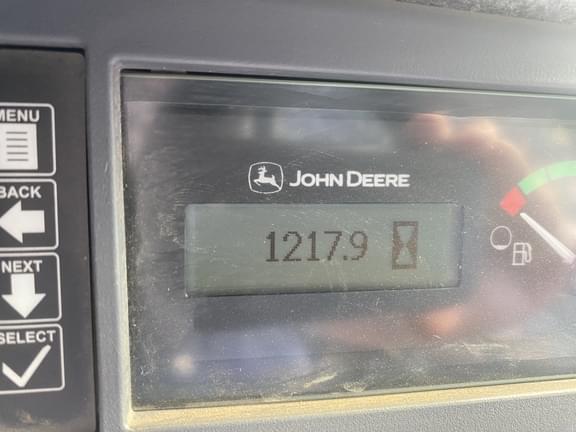 MENU
BACK
NEXT
SELECT
JOHN DEERE
1217.9